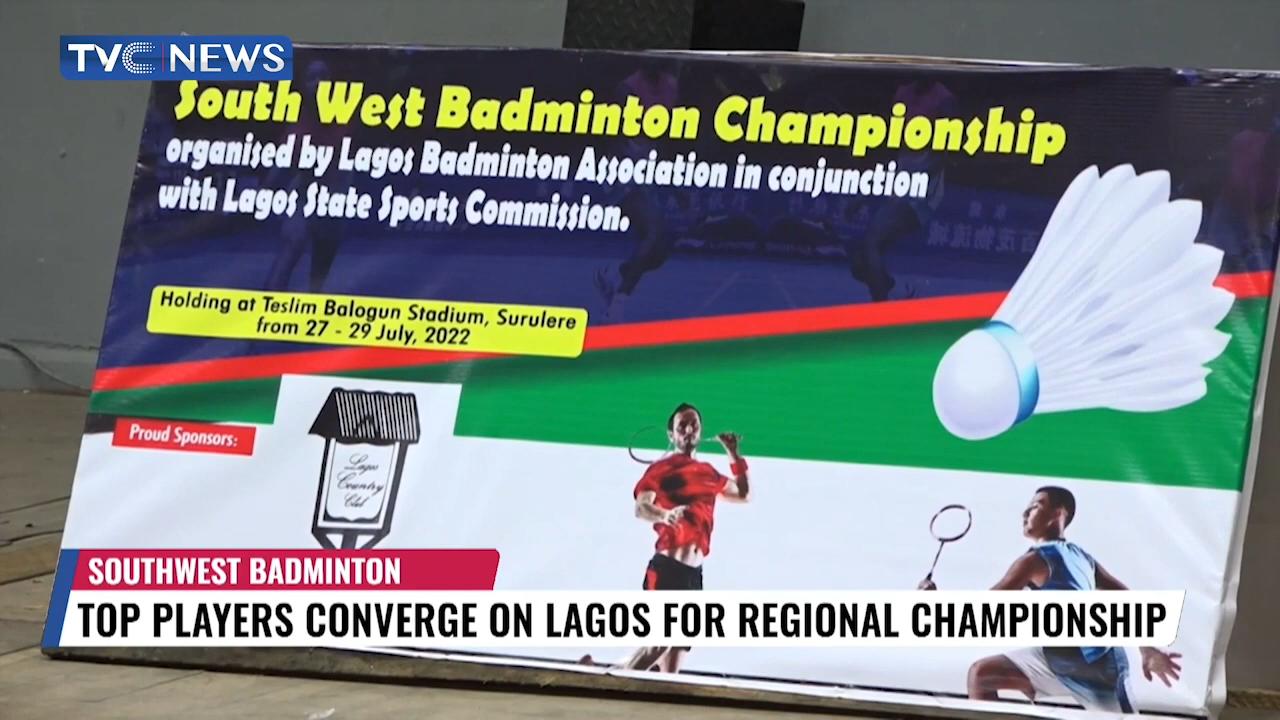 TVC NEWS
South West Badminton Championship
organised by Lagos Badminton Association in conjunction
with Lagos State Sports Commission.
Holding at Teslim Balogun Stadium, Surulere
from 27 - 29 July, 2022
Proud Sponsors:
Lagos
Country
Club
SOUTHWEST BADMINTON
TOP PLAYERS CONVERGE ON LAGOS FOR REGIONAL CHAMPIONSHIP